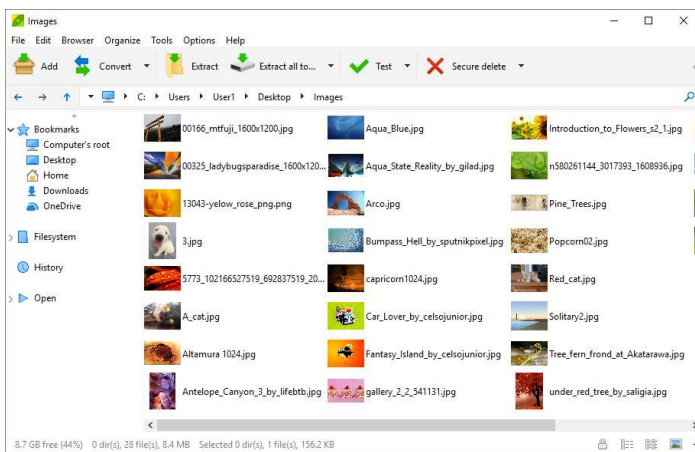 Images
File Edit Browser Organize Tools Options Help
Add Convert Extract Extract all to... Test Secure delete
C: Users User1 Desktop Images
Bookmarks
Computer's root
Desktop
Home
Downloads
OneDrive
Filesystem
History
Open
00166_mtfuji_1600x1200.jpg
00325_ladybugsparadise_1600x120...
13043-yelow_rose_png.png
3.jpg
5773_102166527519_692837519_20...
A_cat.jpg
Altamura 1024.jpg
Antelope_Canyon_3_by_lifebtb.jpg
Aqua_Blue.jpg
Aqua_State_Reality_by_gilad.jpg
Arco.jpg
Bumpass_Hell_by_sputnikpixel.jpg
capricorn1024.jpg
Car_Lover_by_celsojunior.jpg
Fantasy_Island_by_celsojunior.jpg
gallery_2_2_541131.jpg
Introduction_to_Flowers_s2_1.jpg
n580261144_3017393_1608936.jpg
Pine_Trees.jpg
Popcorn02.jpg
Red_cat.jpg
Solitary2.jpg
Tree_fern_frond_at_Akatarawa.jpg
under_red_tree_by_saligia.jpg
8.7 GB free (44%) 0 dir(s), 28 file(s), 8.4 MB Selected 0 dir(s), 1 file(s), 156.2 KB